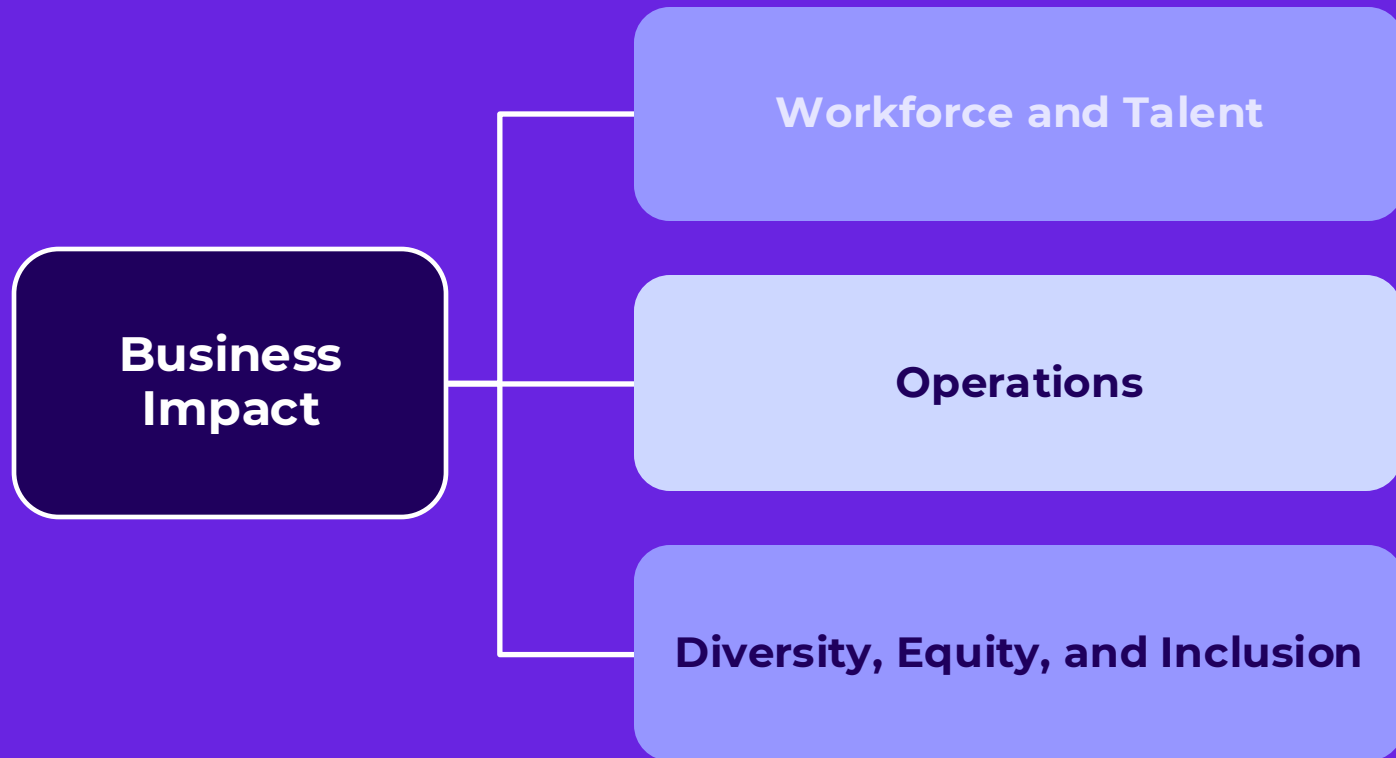 Workforce and Talent
Business
Impact
Operations
Diversity, Equity, and Inclusion